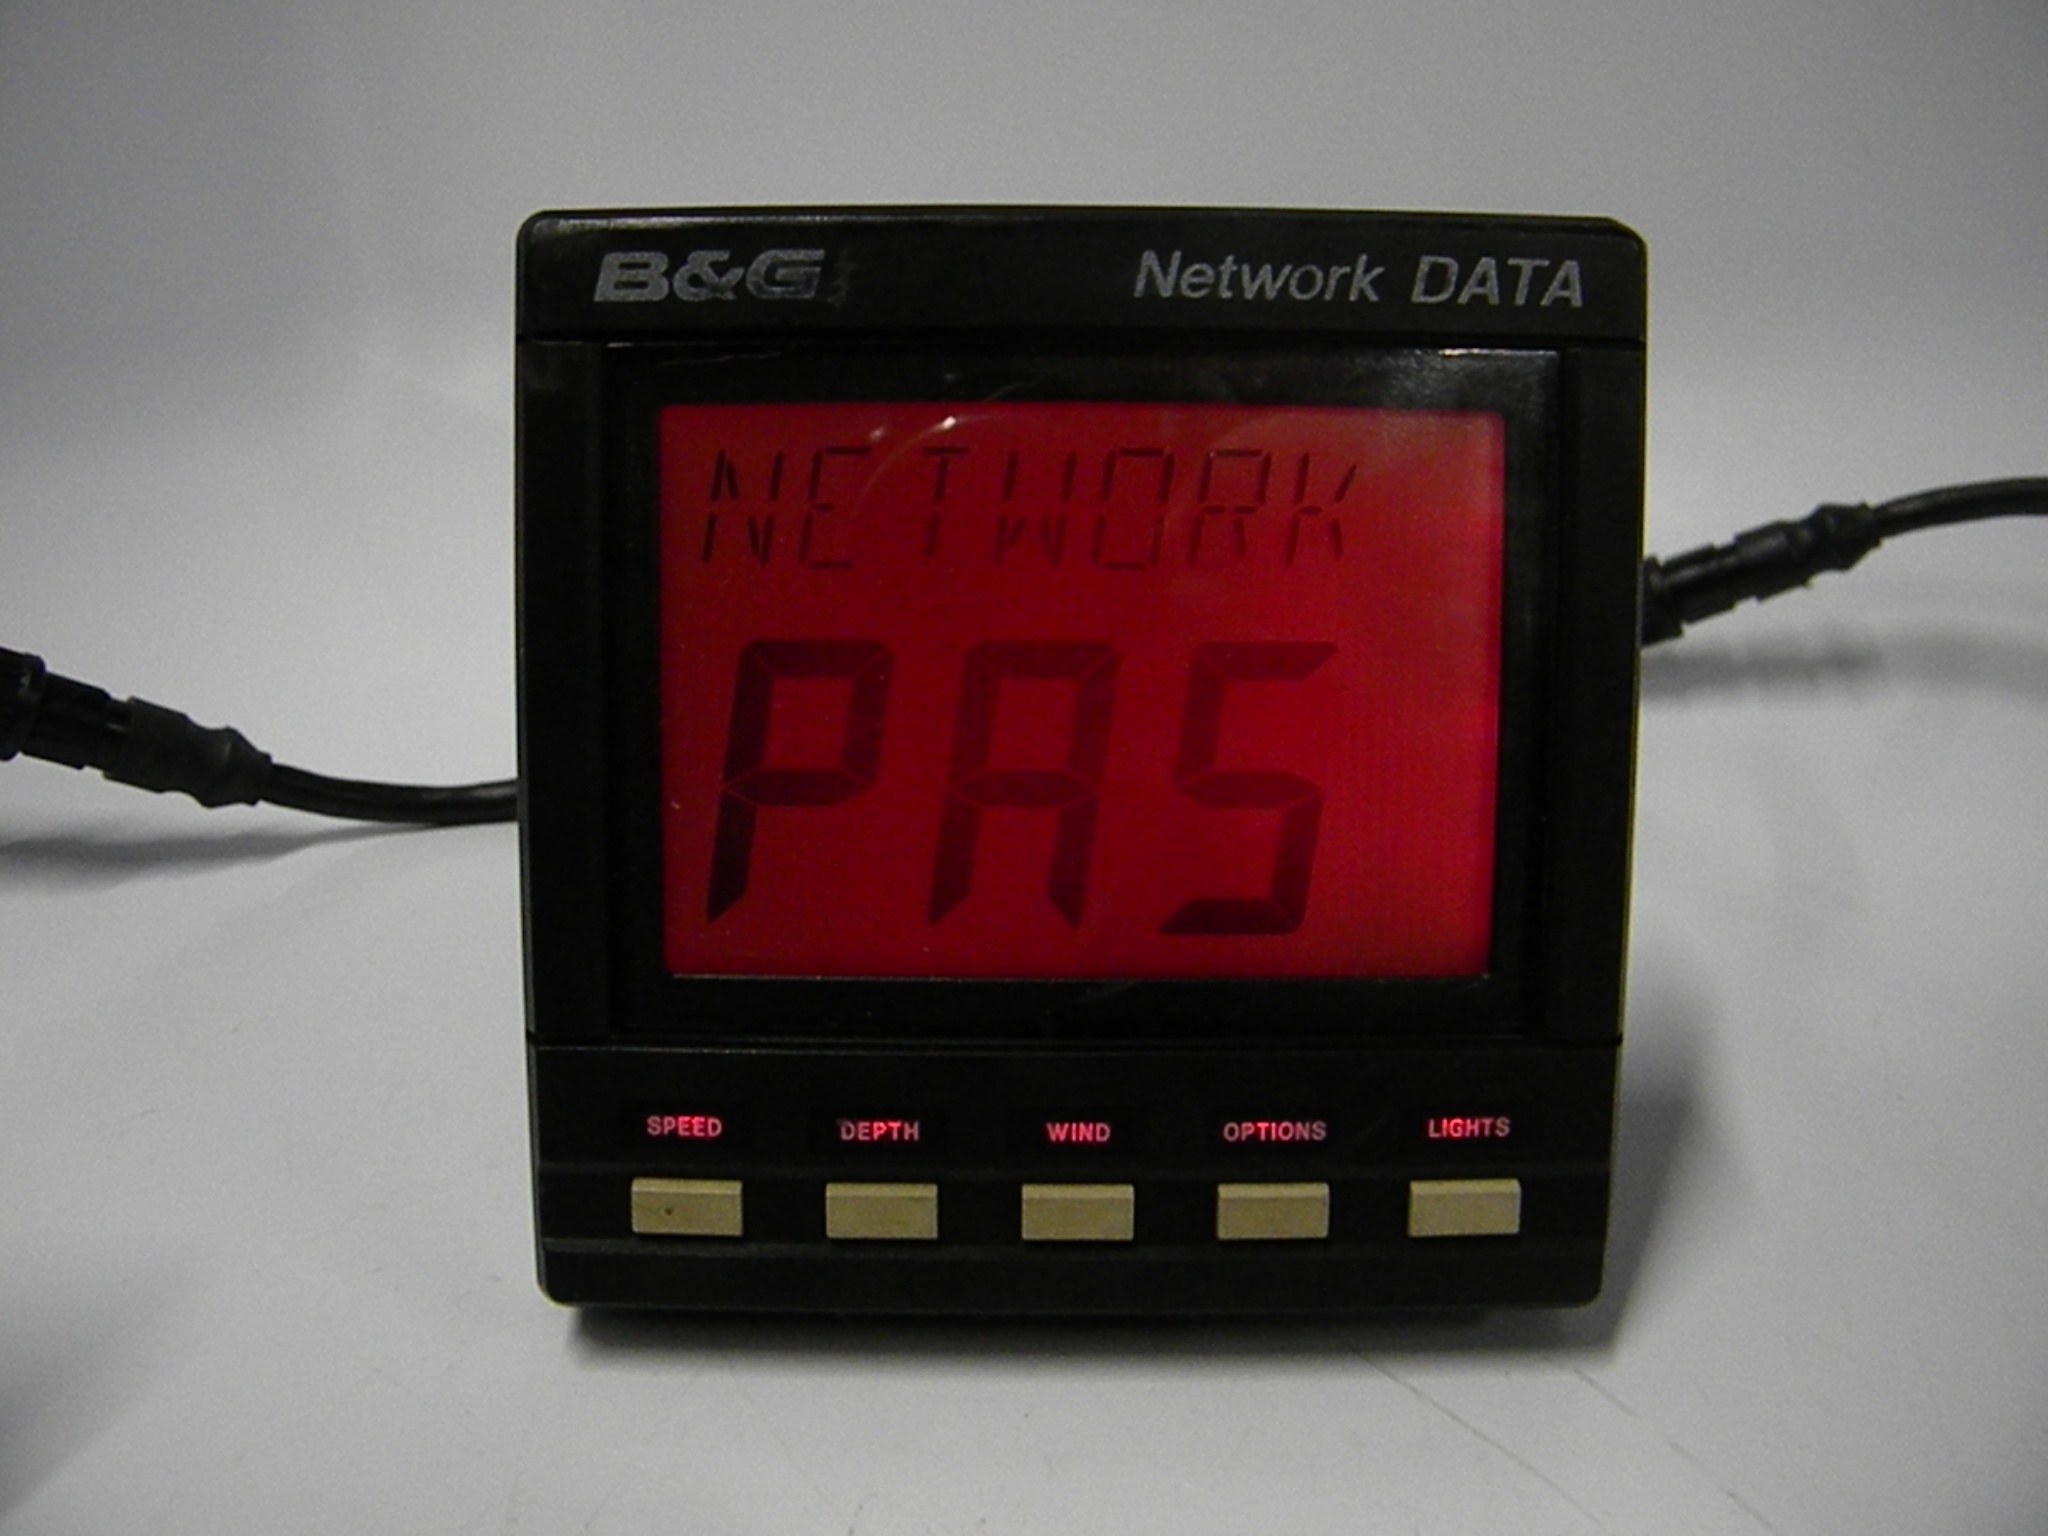 B&G
Network DATA
NETWORK
PAS
SPEED DEPTH WIND OPTIONS LIGHTS